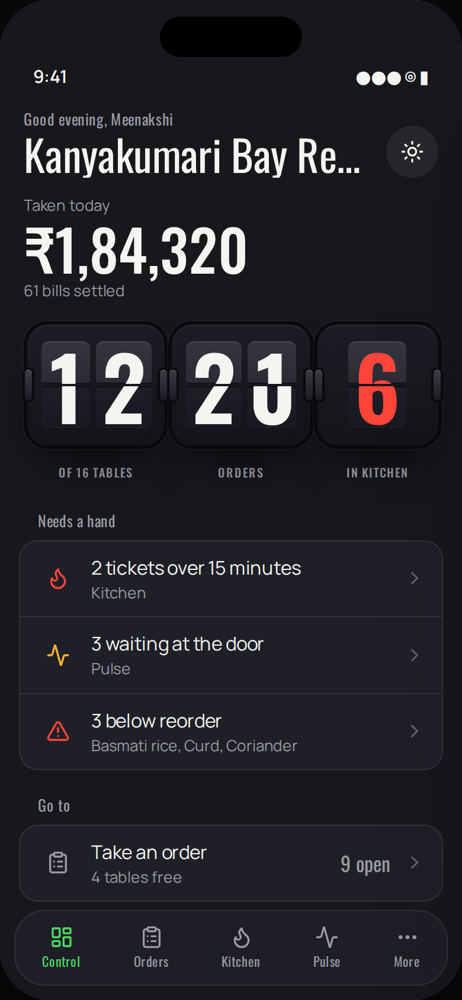 9:41
Good evening, Meenakshi
Kanyakumari Bay Re...
Taken today
₹1,84,320
61 bills settled
12
2
6
OF 16 TABLES
ORDERS
IN KITCHEN
Needs a hand
2 tickets over 15 minutes
Kitchen
3 waiting at the door
Pulse
3 below reorder
Basmati rice, Curd, Coriander
Go to
Take an order
4 tables free
9 open
Control
Orders
Kitchen
Pulse
More